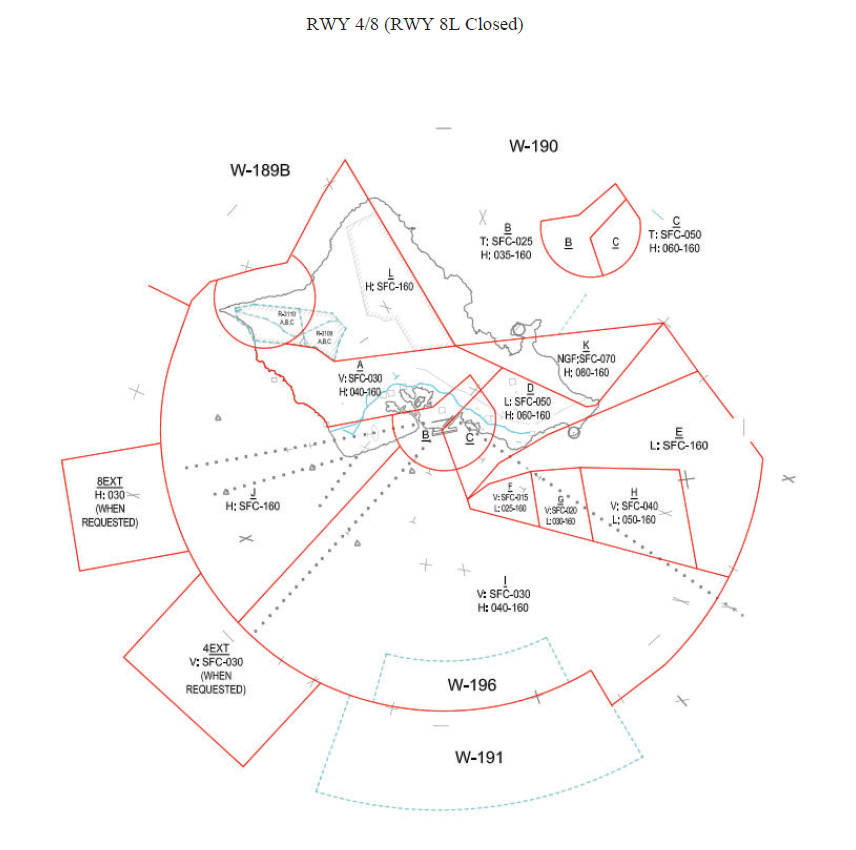 RWY 4/8 (RWY 8L Closed)
W-190
W-189B
B
T: SFC-025
H: 035-160
B
C
C
T: SFC-050
H: 060-160
L
H: SFC-160
R-3110
A,B,C
R-3109
A,B,C
K
NGF;SFC-070
H: 080-160
A
V: SFC-030
H: 040-160
D
L: SFC-050
H: 060-160
B
C
E
L: SFC-160
8EXT
H: 030
(WHEN
REQUESTED)
J
H: SFC-160
F
V: SFC-015
L: 025-160
G
V:SFC-020
L: 030-160
H
V: SFC-040
L: 050-160
I
V: SFC-030
H: 040-160
4EXT
V: SFC-030
(WHEN
REQUESTED)
W-196
W-191